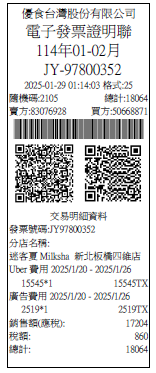 優食台灣股份有限公司
電子發票證明聯
114年01-02月
JY-97800352
2025-01-29 01:14:03 格式:25
隨機碼:2105 總計:18064
賣方:83076928 買方:50668871
交易明細資料
發票號碼:JY97800352
分店名稱:
迷客夏 Milksha 新北板橋四維店
Uber 費用 2025/1/20 - 2025/1/26
15545*1 15545TX
廣告費用 2025/1/20 - 2025/1/26
2519*1 2519TX
銷售額(應稅): 17204
稅額: 860
總計: 18064